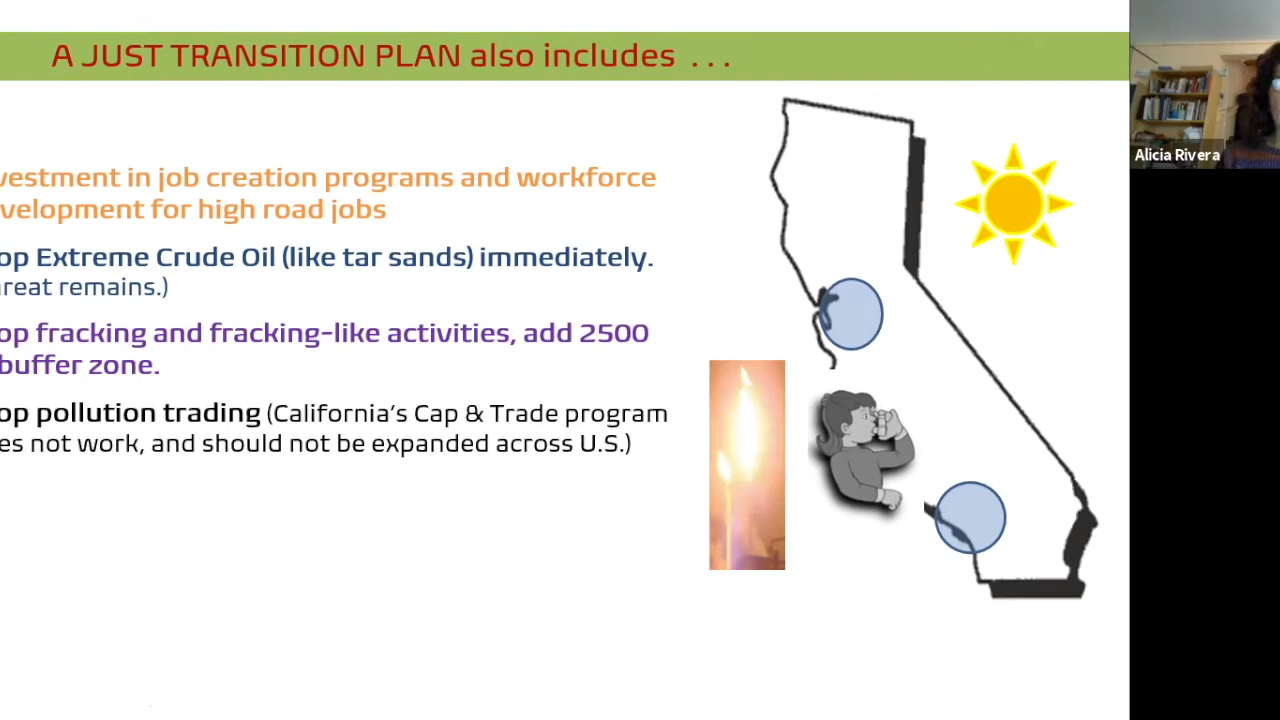 A JUST TRANSITION PLAN also includes . . .
vestment in job creation programs and workforce
velopment for high road jobs
op Extreme Crude Oil (like tar sands) immediately.
reat remains.)
op fracking and fracking-like activities, add 2500
buffer zone.
op pollution trading (California's Cap & Trade program
es not work, and should not be expanded across U.S.)
Alicia Rivera